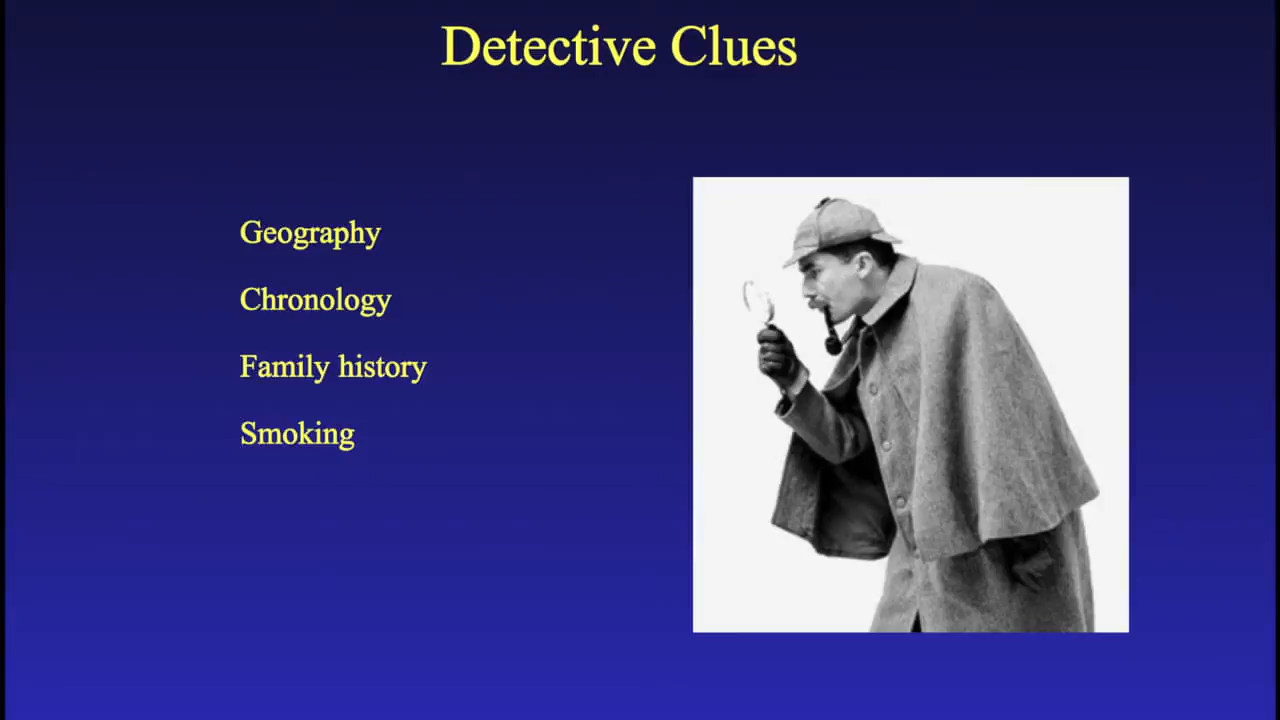 Detective Clues
Geography
Chronology
Family history
Smoking